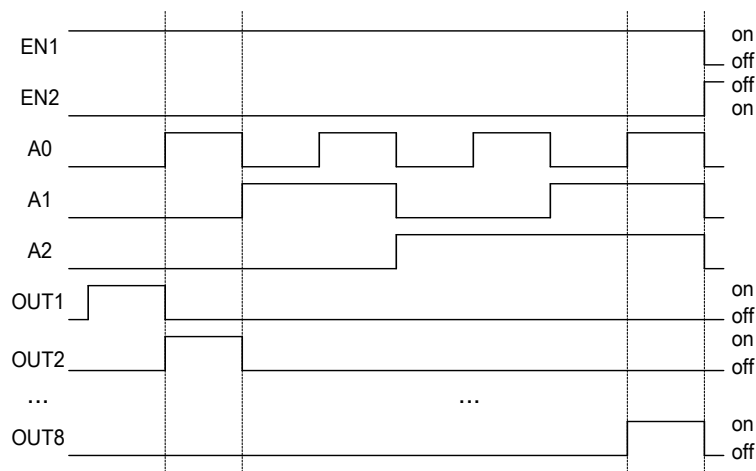 EN1 on
off
EN2 off
on
A0
A1
A2
OUT1 on
off
OUT2 on
off
... ...
OUT8 on
off